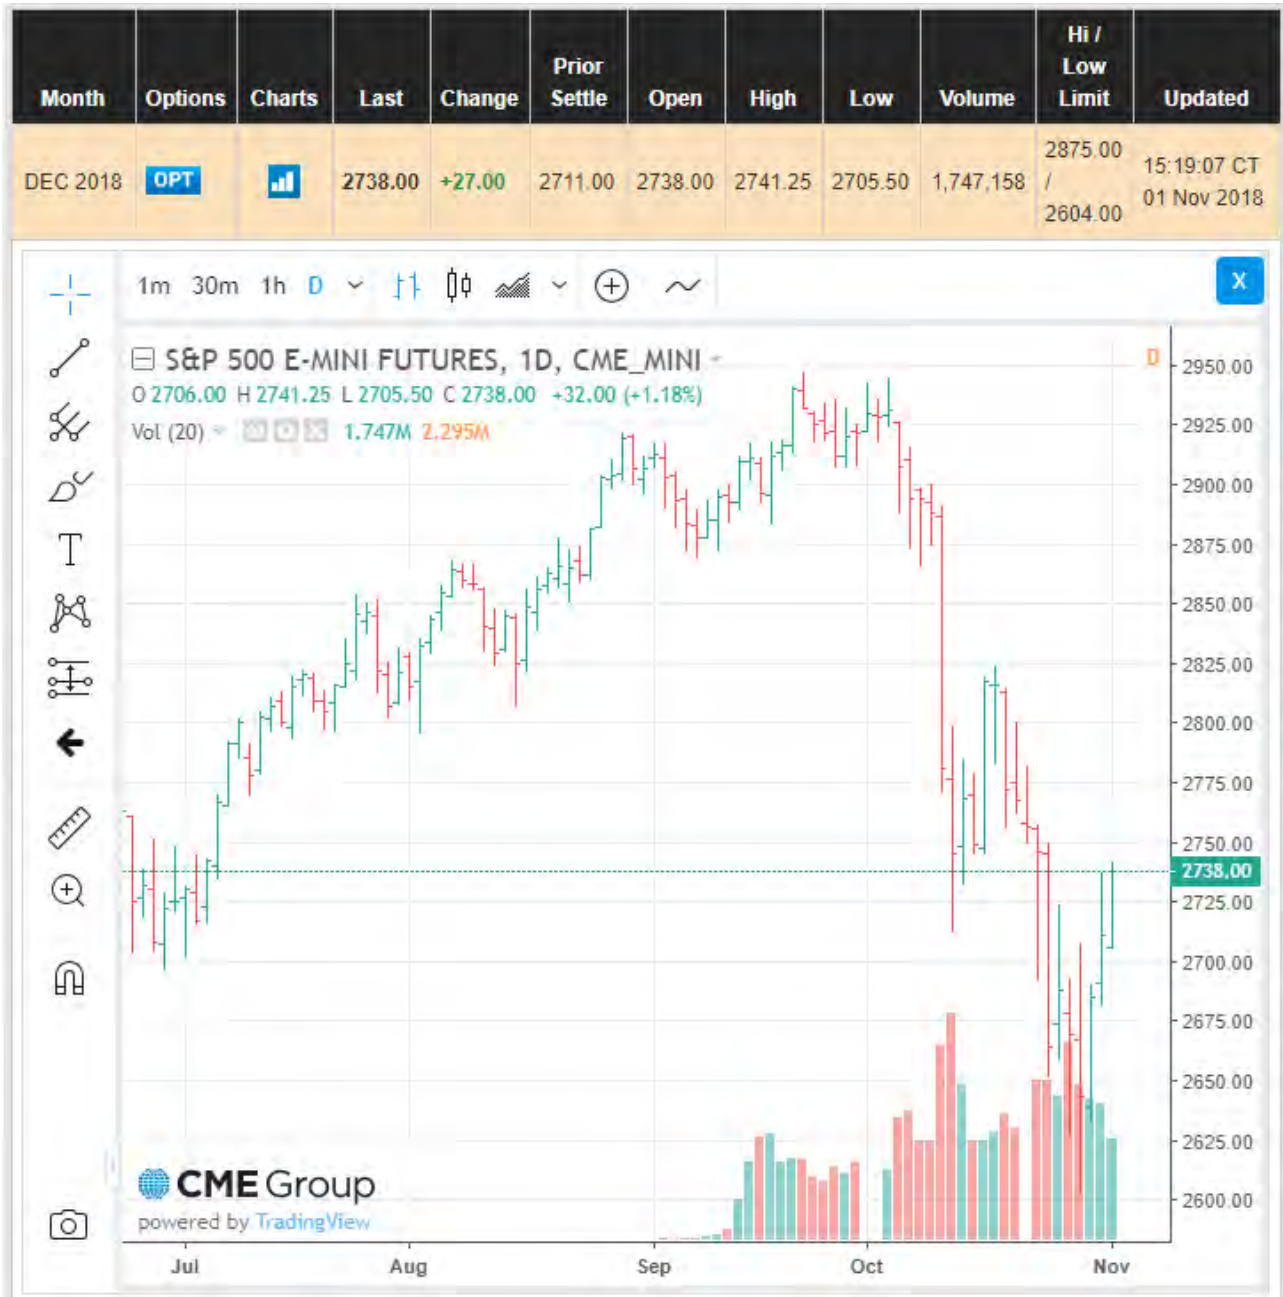 Month Options Charts Last Change Prior Settle Open High Low Volume Hi / Low Limit Updated
DEC 2018 OPT 2738.00 +27.00 2711.00 2738.00 2741.25 2705.50 1,747,158 2875.00 / 2604.00 15:19:07 CT 01 Nov 2018
1m 30m 1h D X
S&P 500 E-MINI FUTURES, 1D, CME_MINI D
O 2706.00 H 2741.25 L 2705.50 C 2738.00 +32.00 (+1.18%)
Vol (20) 1.747M 2.295M
T
2950.00
2925.00
2900.00
2875.00
2850.00
2825.00
2800.00
2775.00
2750.00
2738.00
2725.00
2700.00
2675.00
2650.00
2625.00
2600.00
CME Group
powered by TradingView
Jul Aug Sep Oct Nov